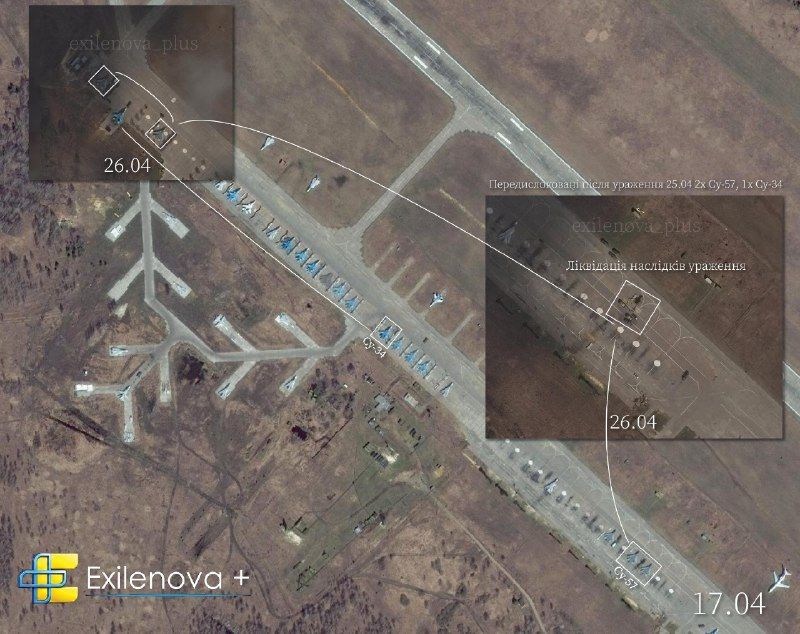 exilenova_plus
26.04
Передислоковані після ураження 25.04 2х Су-57, 1х Су-34
exilenova_plus
Ліквідація наслідків ураження
Су-34
26.04
Су-57
Exilenova +
17.04